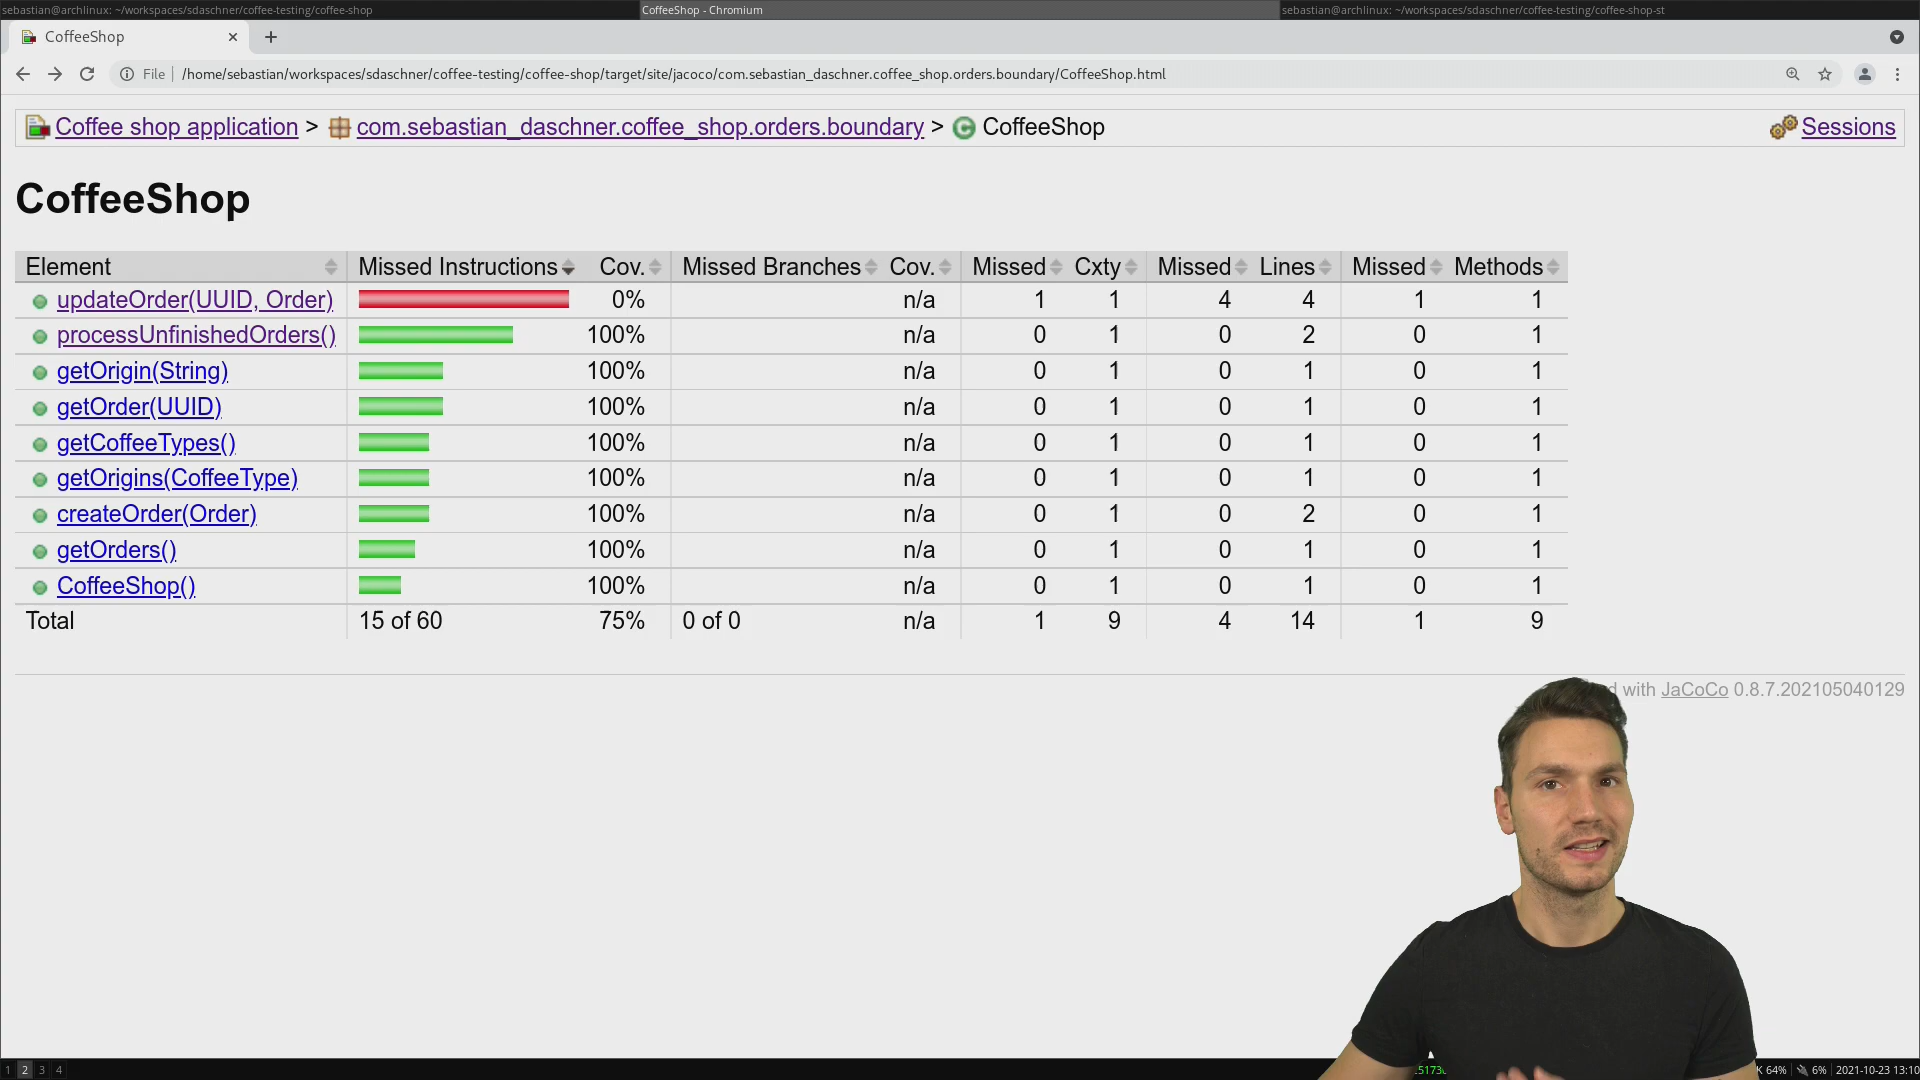 sebastian@archlinux: ~/workspaces/sdaschner/coffee-testing/coffee-shop
CoffeeShop - Chromium
sebastian@archlinux: ~/workspaces/sdaschner/coffee-testing/coffee-shop-st
CoffeeShop
File /home/sebastian/workspaces/sdaschner/coffee-testing/coffee-shop/target/site/jacoco/com.sebastian_daschner.coffee_shop.orders.boundary/CoffeeShop.html
Coffee shop application > com.sebastian_daschner.coffee_shop.orders.boundary > CoffeeShop
Sessions
CoffeeShop
Element Missed Instructions Cov. Missed Branches Cov. Missed Cxty Missed Lines Missed Methods
updateOrder(UUID, Order) 0% n/a 1 1 4 4 1 1
processUnfinishedOrders() 100% n/a 0 1 0 2 0 1
getOrigin(String) 100% n/a 0 1 0 1 0 1
getOrder(UUID) 100% n/a 0 1 0 1 0 1
getCoffeeTypes() 100% n/a 0 1 0 1 0 1
getOrigins(CoffeeType) 100% n/a 0 1 0 1 0 1
createOrder(Order) 100% n/a 0 1 0 2 0 1
getOrders() 100% n/a 0 1 0 1 0 1
CoffeeShop() 100% n/a 0 1 0 1 0 1
Total 15 of 60 75% 0 of 0 n/a 1 9 4 14 1 9
with JaCoCo 0.8.7.202105040129
1 2 3 4
64% 6% 2021-10-23 13:10